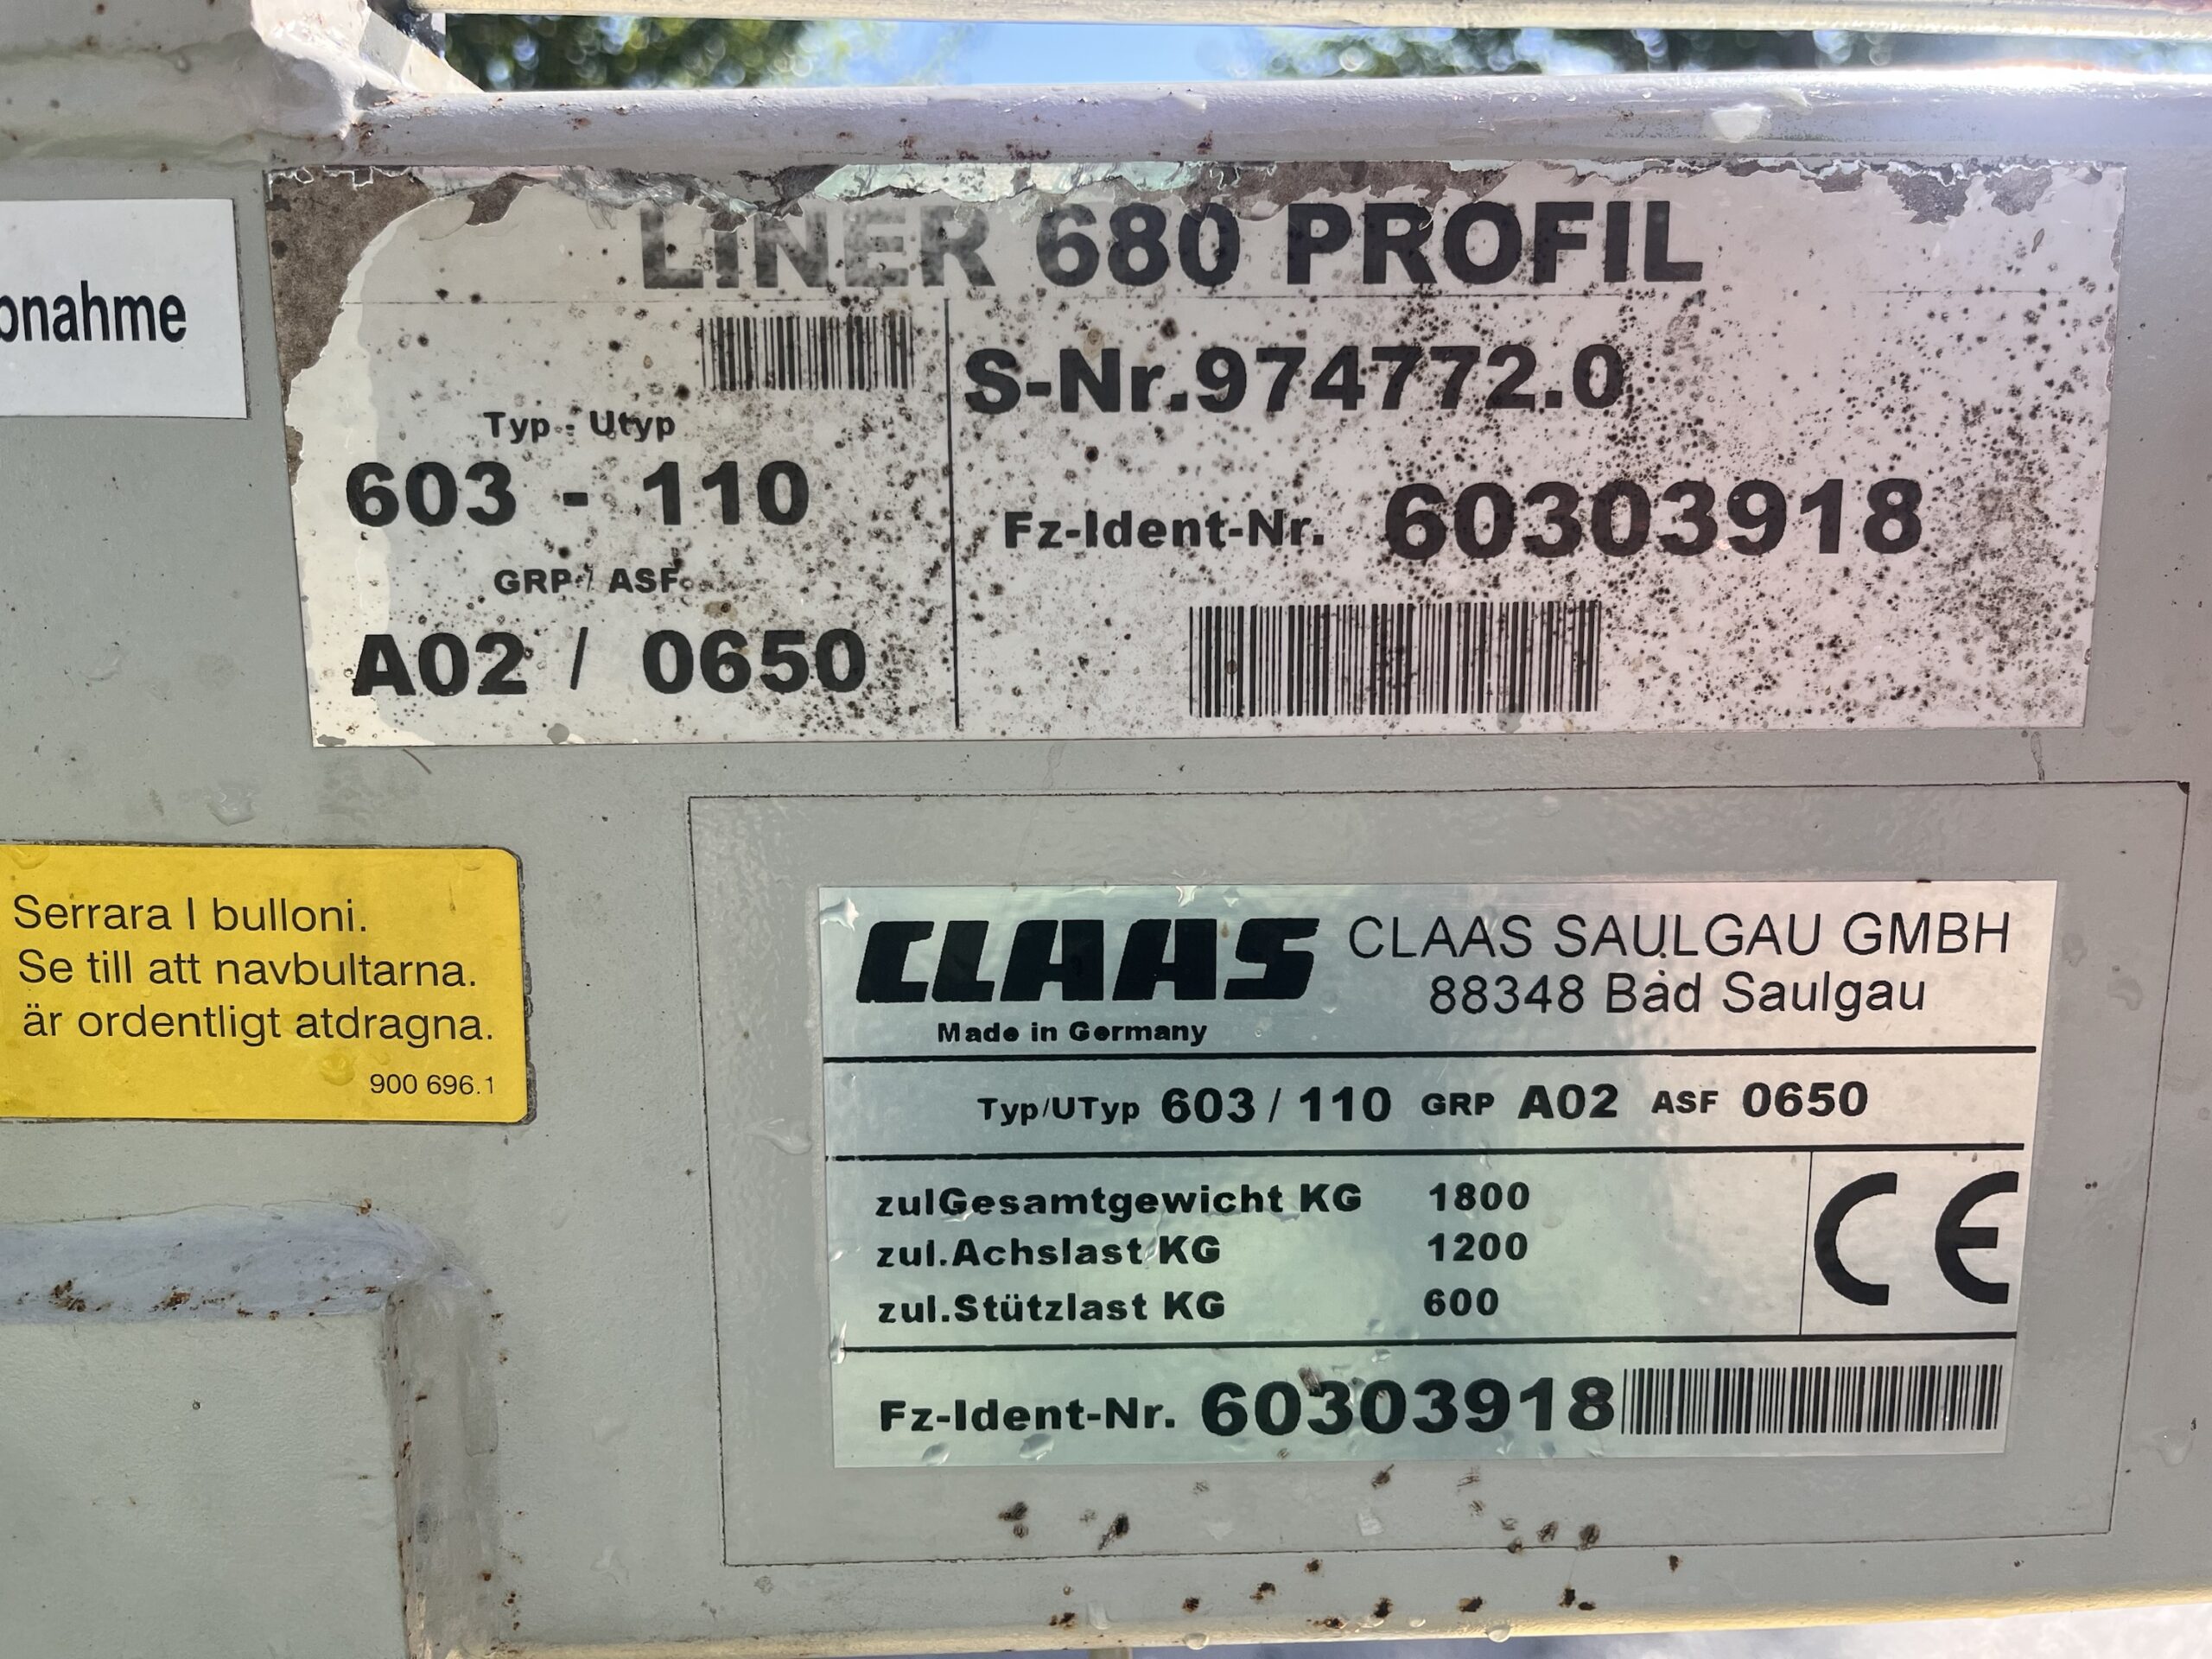 LINER 680 PROFIL
bnahme
S-Nr.974772.0
Typ - Utyp
603 - 110
Fz-Ident-Nr. 60303918
GRP / ASF
A02 / 0650
Serrara I bulloni.
Se till att navbultarna.
är ordentligt atdragna.
900 696.1
CLAAS
Made in Germany
CLAAS SAULGAU GMBH
88348 Bad Saulgau
Typ/UTyp 603 / 110 GRP A02 ASF 0650
zulGesamtgewicht KG 1800
zul.Achslast KG 1200
zul.Stützlast KG 600
CE
Fz-Ident-Nr. 60303918